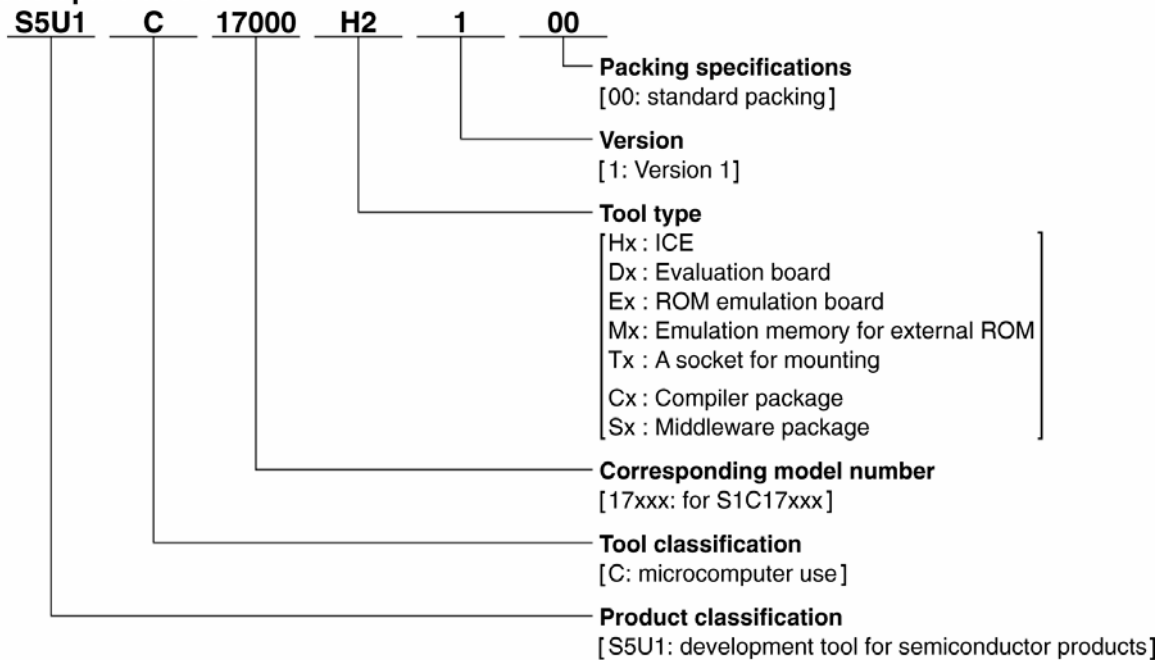 S5U1 C 17000 H2 1 00
Packing specifications
[00: standard packing]
Version
[1: Version 1]
Tool type
Hx : ICE
Dx : Evaluation board
Ex : ROM emulation board
Mx: Emulation memory for external ROM
Tx : A socket for mounting
Cx : Compiler package
Sx : Middleware package
Corresponding model number
[17xxx: for S1C17xxx]
Tool classification
[C: microcomputer use]
Product classification
[S5U1: development tool for semiconductor products]